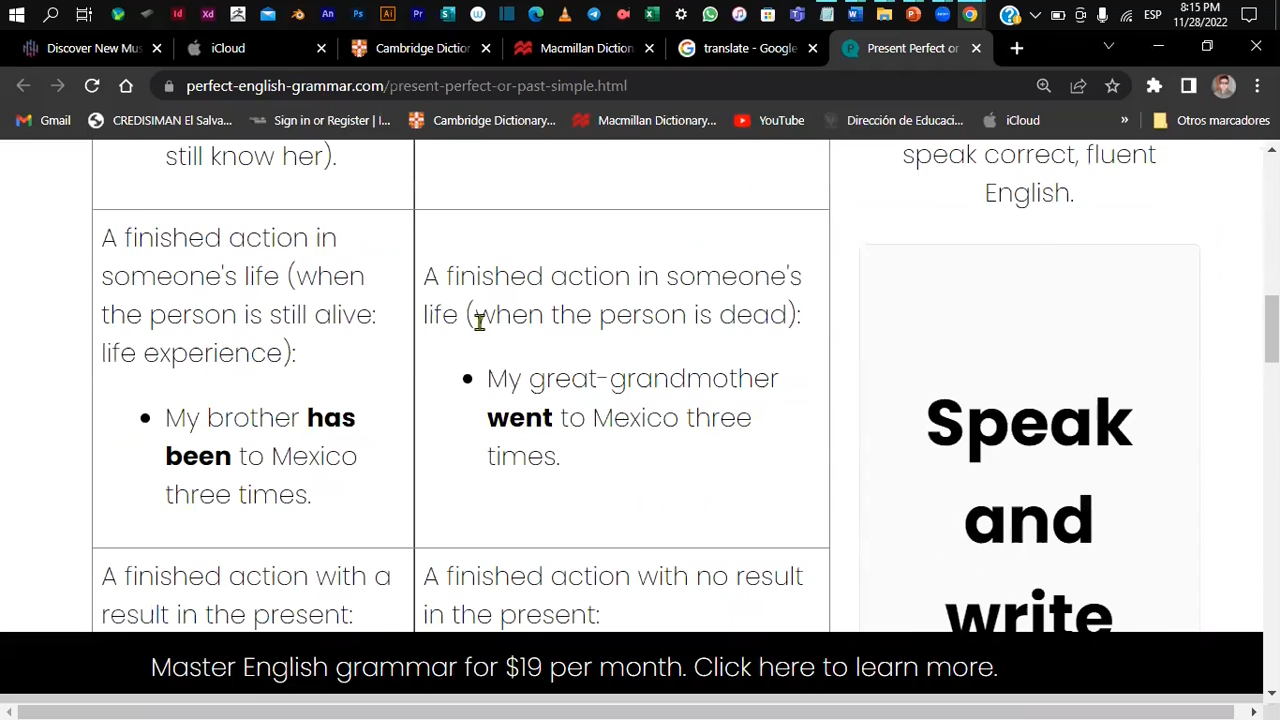 ESP
8:15 PM
11/28/2022
Discover New Mus
iCloud
Cambridge Dictior
Macmillan Diction
translate - Google
Present Perfect or
perfect-english-grammar.com/present-perfect-or-past-simple.html
Gmail
CREDISIMAN El Salva...
Sign in or Register | I...
Cambridge Dictionary...
Macmillan Dictionary...
YouTube
Dirección de Educaci...
iCloud
»
Otros marcadores
still know her).
A finished action in
someone's life (when
the person is still alive:
life experience):
• My brother has
been to Mexico
three times.
A finished action in someone's
life (when the person is dead):
• My great-grandmother
went to Mexico three
times.
A finished action with a
result in the present:
A finished action with no result
in the present:
speak correct, fluent
English.
Speak
and
write
Master English grammar for $19 per month. Click here to learn more.